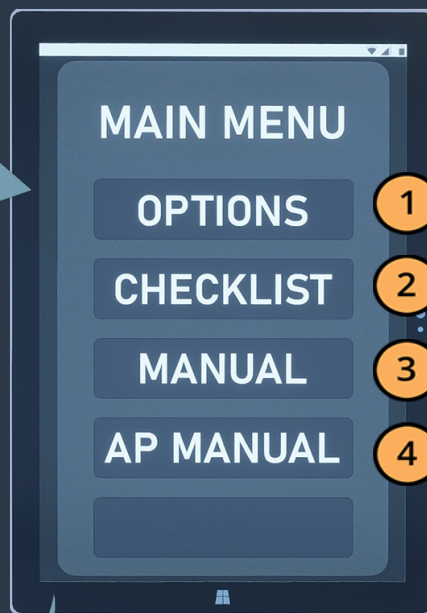 MAIN MENU
OPTIONS
1
CHECKLIST
2
MANUAL
3
AP MANUAL
4